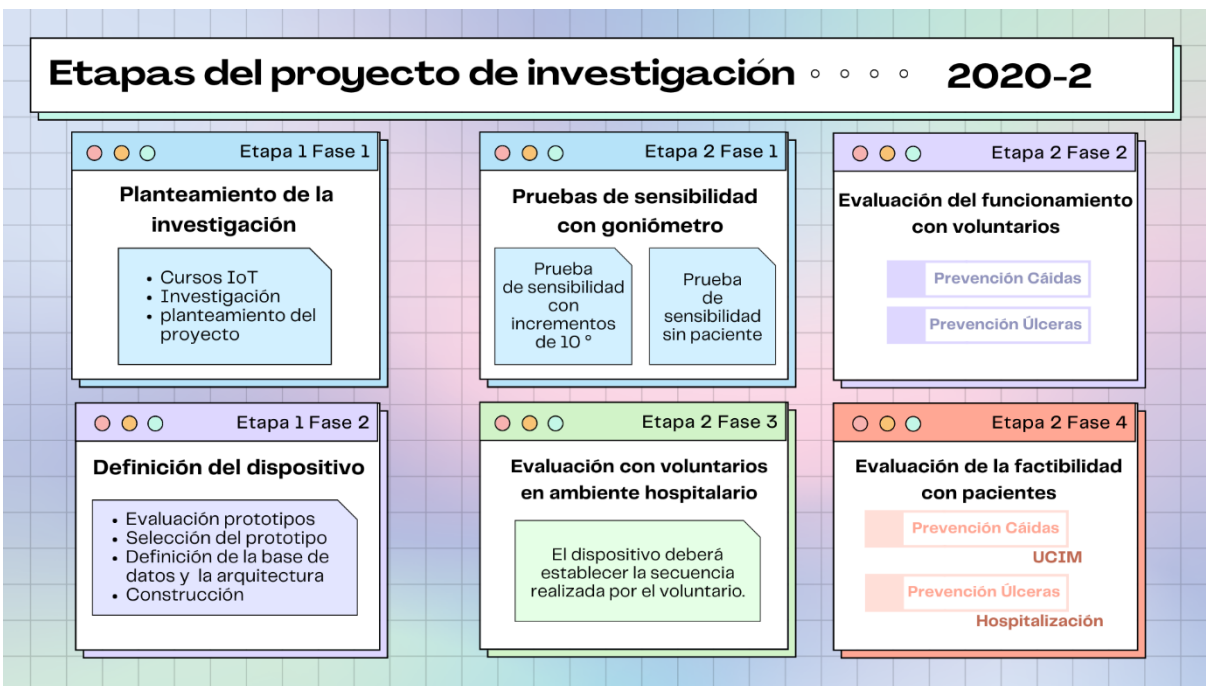 Etapas del proyecto de investigación
2020-2
Etapa 1 Fase 1
Planteamiento de la
investigación
• Cursos IoT
• Investigación
• planteamiento del
proyecto
Etapa 2 Fase 1
Pruebas de sensibilidad
con goniómetro
Prueba
de sensibilidad
con
incrementos
de 10 °
Prueba
de
sensibilidad
sin paciente
Etapa 2 Fase 2
Evaluación del funcionamiento
con voluntarios
Prevención Cáidas
Prevención Úlceras
Etapa 1 Fase 2
Definición del dispositivo
• Evaluación prototipos
• Selección del prototipo
• Definición de la base de
datos y la arquitectura
• Construcción
Etapa 2 Fase 3
Evaluación con voluntarios
en ambiente hospitalario
El dispositivo deberá
establecer la secuencia
realizada por el voluntario.
Etapa 2 Fase 4
Evaluación de la factibilidad
con pacientes
Prevención Cáidas
UCIM
Prevención Úlceras
Hospitalización